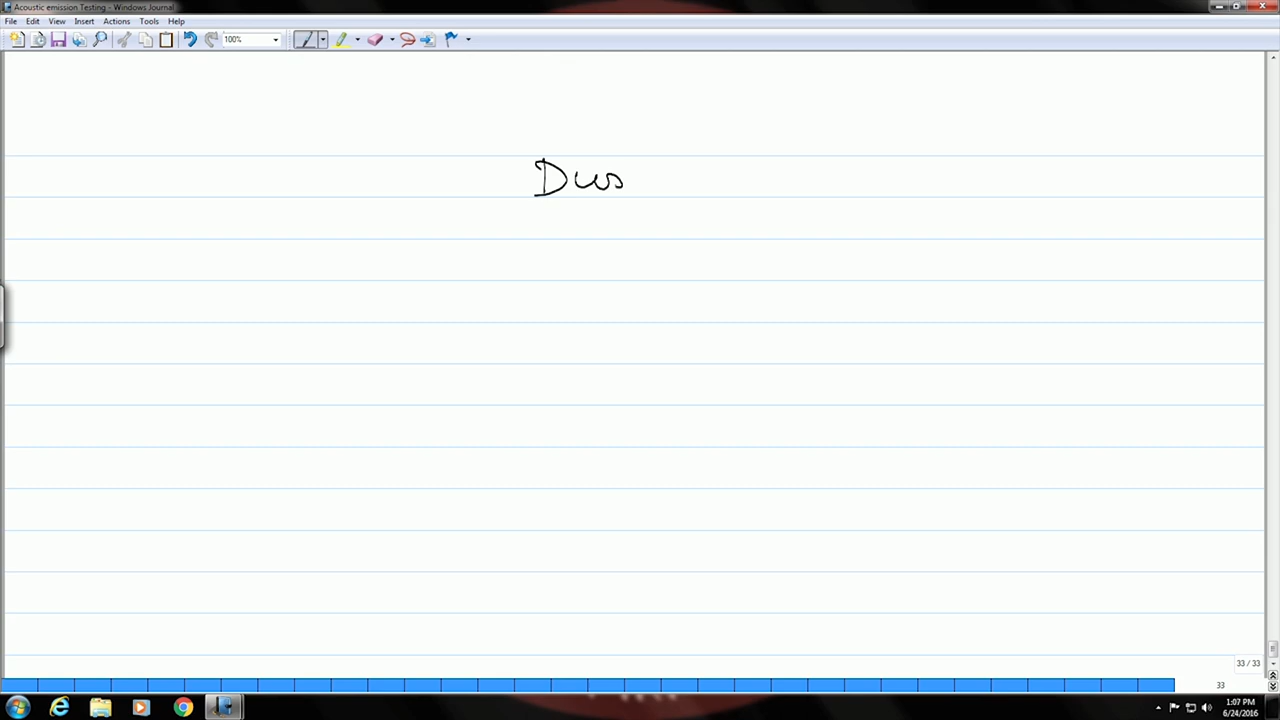 Acoustic emission Testing - Windows Journal
File Edit View Insert Actions Tools Help
100%
33 / 33
33
1:07 PM
6/24/2016